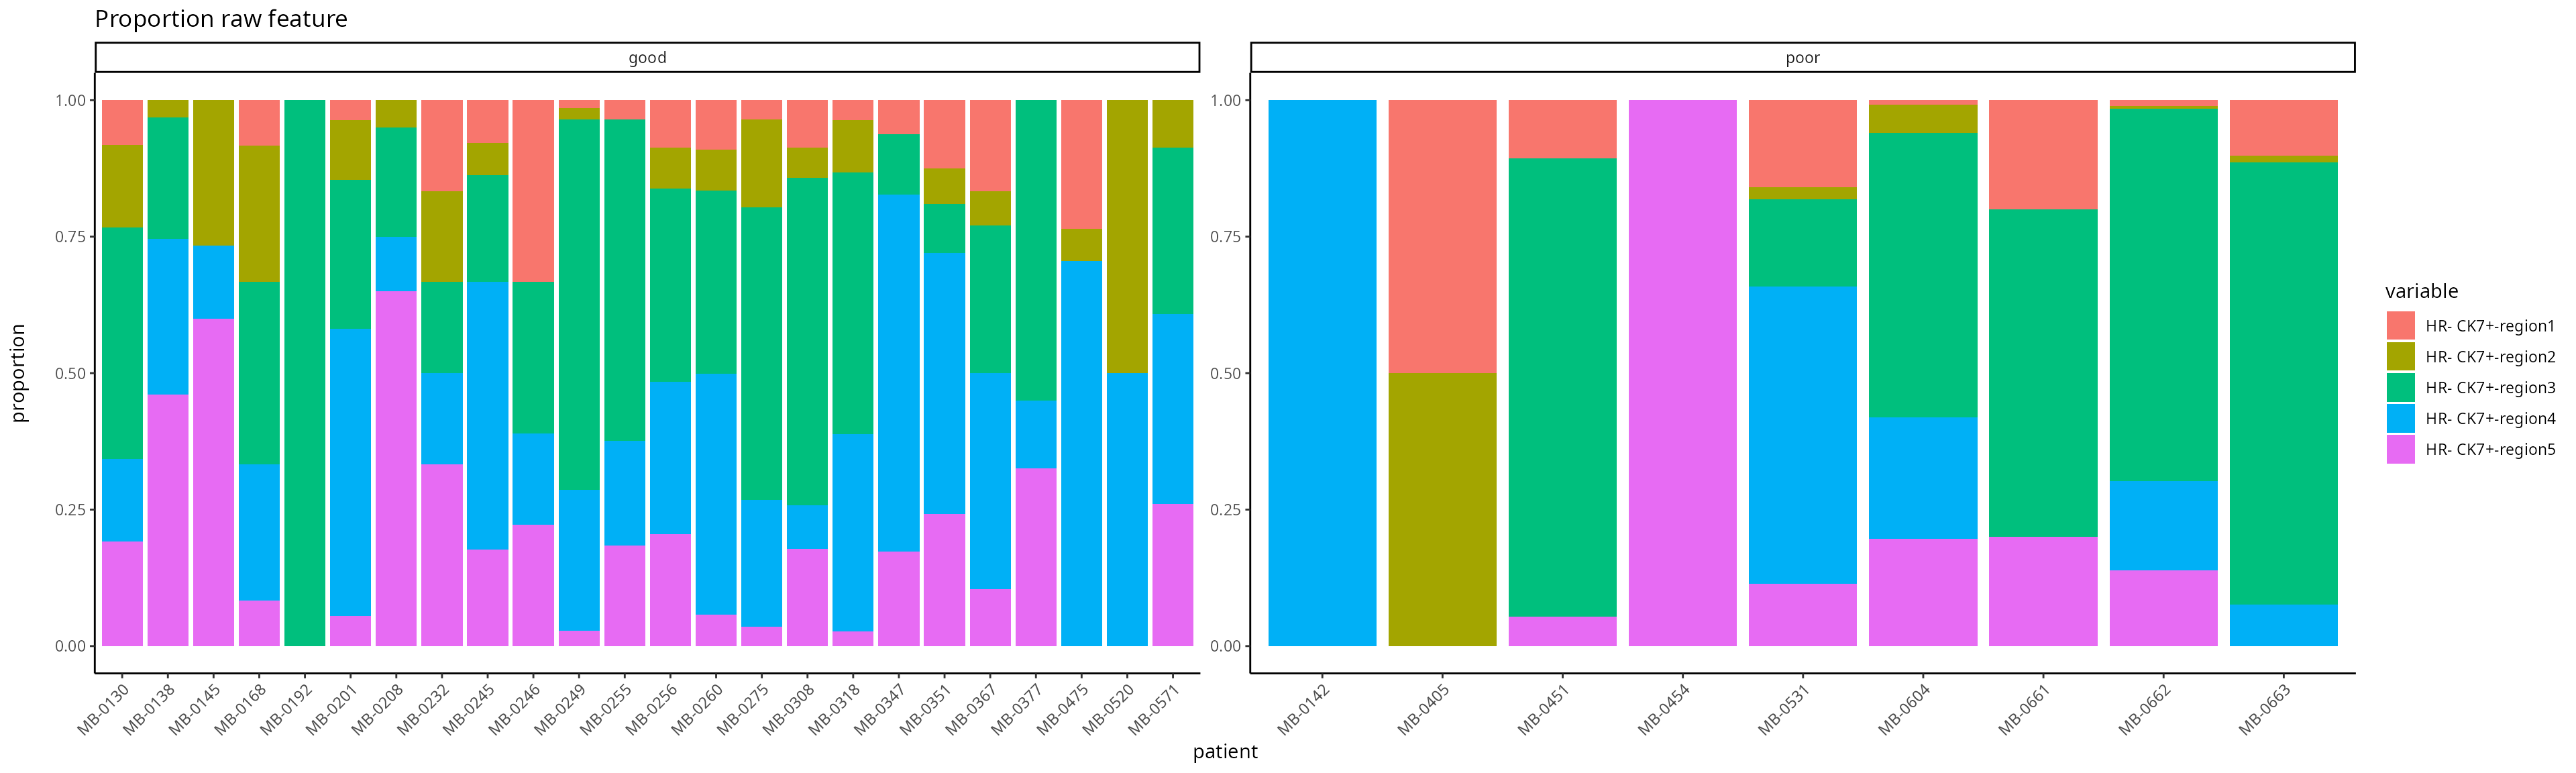 Proportion raw feature
good
poor
proportion
1.00
0.75
0.50
0.25
0.00
1.00
0.75
0.50
0.25
0.00
MB-0130
MB-0138
MB-0145
MB-0168
MB-0192
MB-0201
MB-0208
MB-0232
MB-0245
MB-0246
MB-0249
MB-0255
MB-0256
MB-0260
MB-0275
MB-0308
MB-0318
MB-0347
MB-0351
MB-0367
MB-0377
MB-0475
MB-0520
MB-0571
MB-0142
MB-0405
MB-0451
MB-0454
MB-0531
MB-0604
MB-0661
MB-0662
MB-0663
patient
variable
HR- CK7+-region1
HR- CK7+-region2
HR- CK7+-region3
HR- CK7+-region4
HR- CK7+-region5